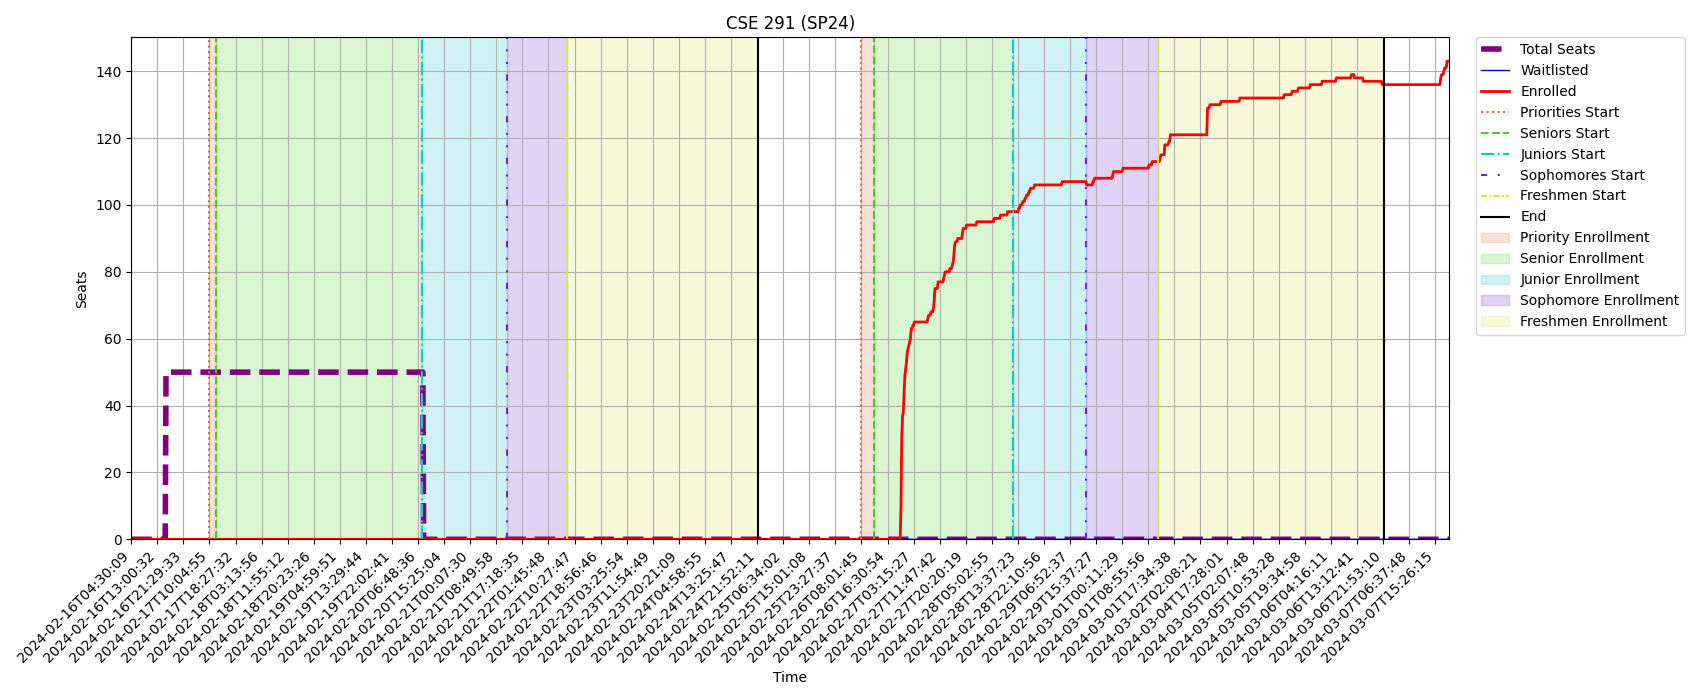 CSE 291 (SP24)
Seats
140
120
100
80
60
40
20
0
2024-02-16T04:30:09
2024-02-16T13:00:32
2024-02-16T21:29:33
2024-02-17T10:04:55
2024-02-17T18:27:32
2024-02-18T03:13:56
2024-02-18T11:55:12
2024-02-18T20:23:26
2024-02-19T04:59:51
2024-02-19T13:29:44
2024-02-19T22:02:41
2024-02-20T06:48:36
2024-02-20T15:25:04
2024-02-21T00:07:30
2024-02-21T08:49:58
2024-02-21T17:18:35
2024-02-22T01:45:48
2024-02-22T10:27:47
2024-02-22T18:56:46
2024-02-23T03:25:54
2024-02-23T11:54:49
2024-02-23T20:21:09
2024-02-24T04:58:55
2024-02-24T13:25:47
2024-02-24T21:52:11
2024-02-25T06:34:02
2024-02-25T15:01:08
2024-02-25T23:27:37
2024-02-26T08:01:45
2024-02-26T16:30:54
2024-02-27T03:15:27
2024-02-27T11:47:42
2024-02-27T20:20:19
2024-02-28T05:02:55
2024-02-28T13:37:23
2024-02-28T22:10:56
2024-02-29T06:52:37
2024-02-29T15:37:27
2024-03-01T00:11:29
2024-03-01T08:55:56
2024-03-01T17:34:38
2024-03-02T02:08:21
2024-03-04T17:28:01
2024-03-05T02:07:48
2024-03-05T10:53:28
2024-03-05T19:34:58
2024-03-06T04:16:11
2024-03-06T13:12:41
2024-03-06T21:53:10
2024-03-07T06:37:48
2024-03-07T15:26:15
Time
Total Seats
Waitlisted
Enrolled
Priorities Start
Seniors Start
Juniors Start
Sophomores Start
Freshmen Start
End
Priority Enrollment
Senior Enrollment
Junior Enrollment
Sophomore Enrollment
Freshmen Enrollment